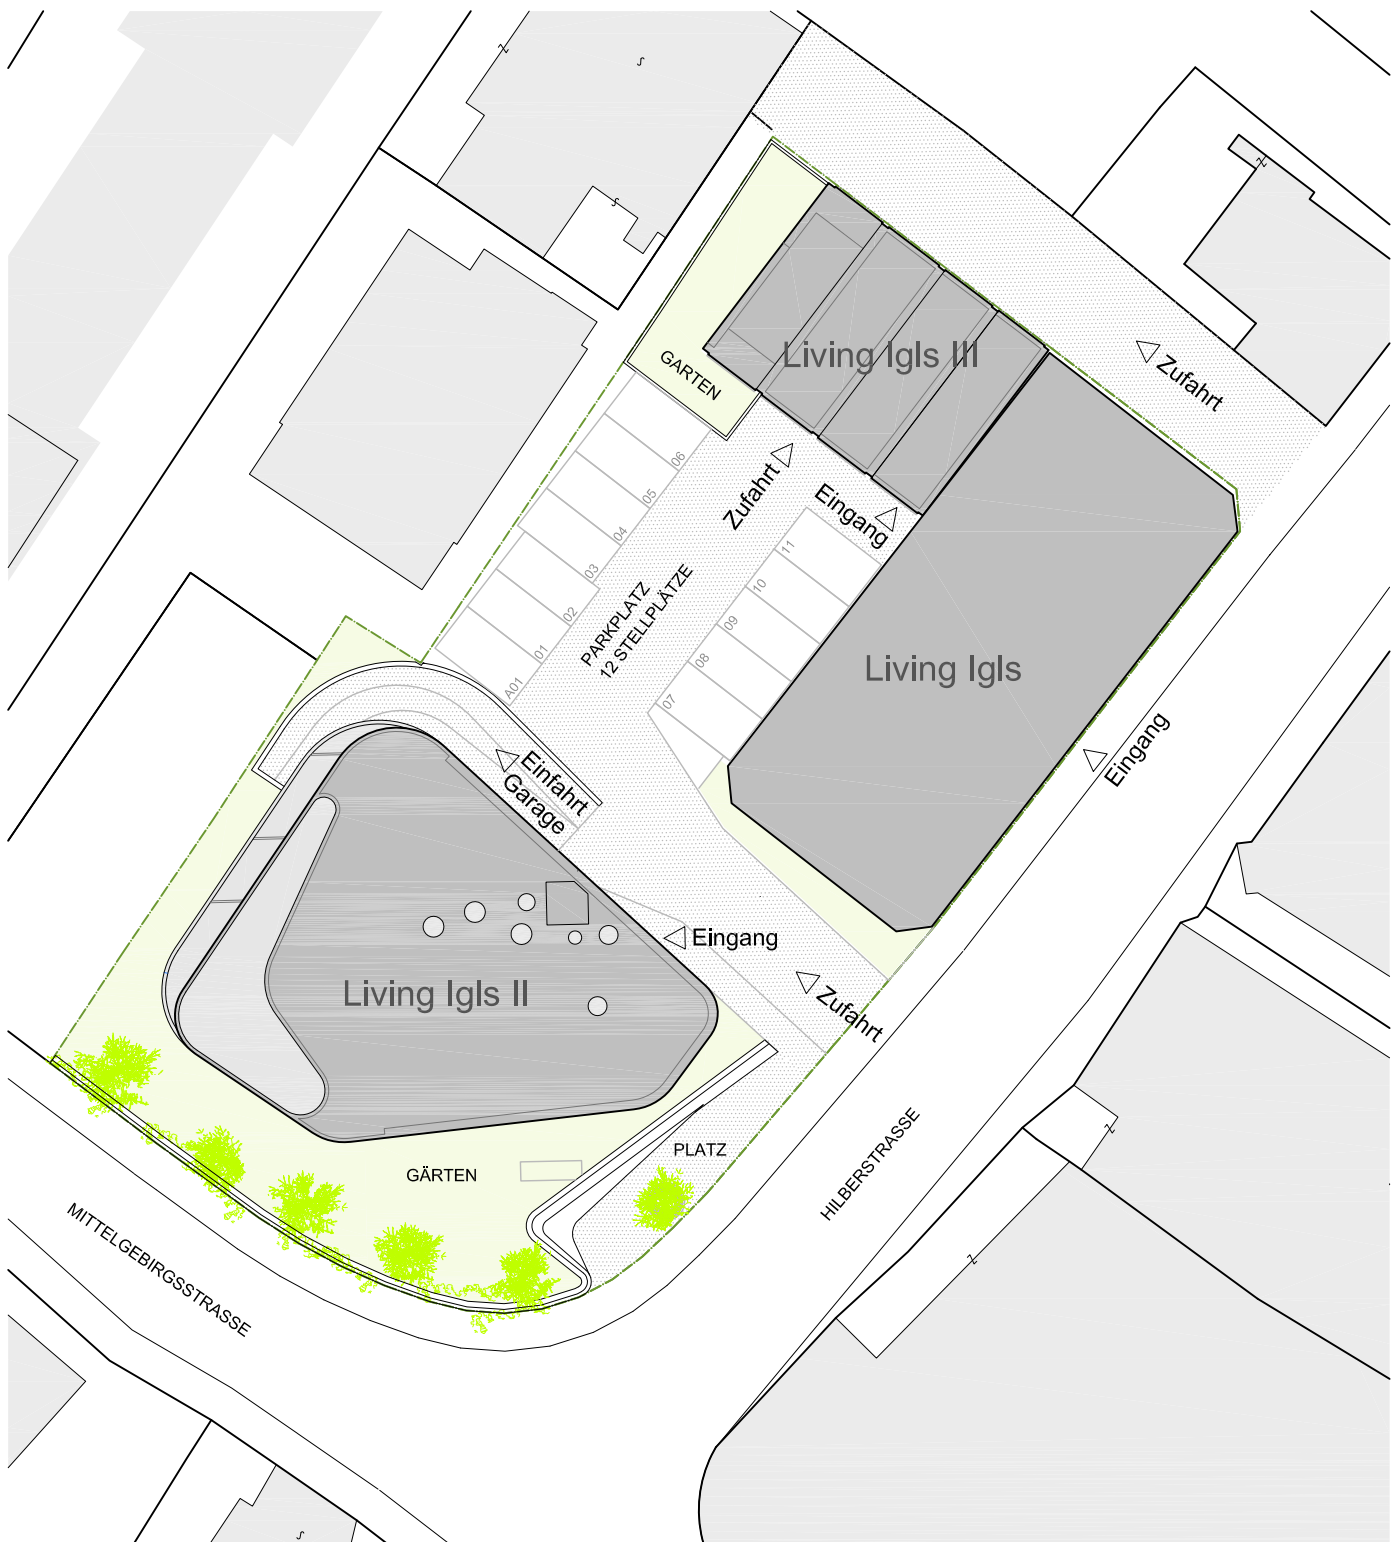 Living Igls III
Zufahrt
GARTEN
06
05
04
03
02
01
A01
Zufahrt
Eingang
11
10
09
08
07
PARKPLATZ
12 STELLPLÄTZE
Living Igls
Eingang
Einfahrt
Garage
Eingang
Living Igls II
Zufahrt
PLATZ
GÄRTEN
HILBERSTRASSE
MITTELGEBIRGSSTRASSE